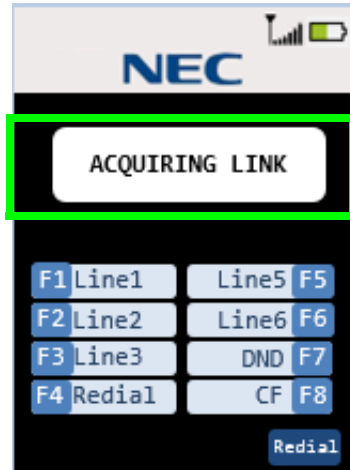 NEC
ACQUIRING LINK
F1 Line1 Line5 F5
F2 Line2 Line6 F6
F3 Line3 DND F7
F4 Redial CF F8
Redial